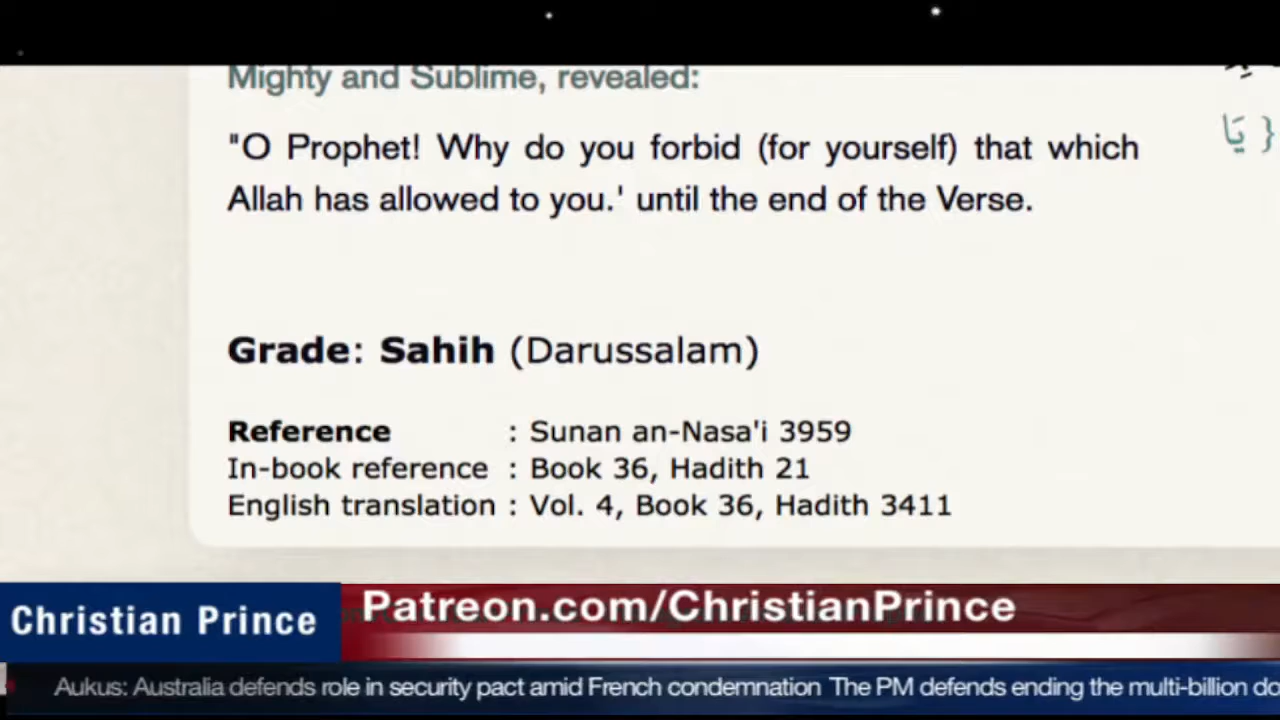 Mighty and Sublime, revealed:
"O Prophet! Why do you forbid (for yourself) that which
Allah has allowed to you.' until the end of the Verse.
{ يَا
Grade: Sahih (Darussalam)
Reference : Sunan an-Nasa'i 3959
In-book reference : Book 36, Hadith 21
English translation : Vol. 4, Book 36, Hadith 3411
Christian Prince
Patreon.com/ChristianPrince
Aukus: Australia defends role in security pact amid French condemnation The PM defends ending the multi-billion do